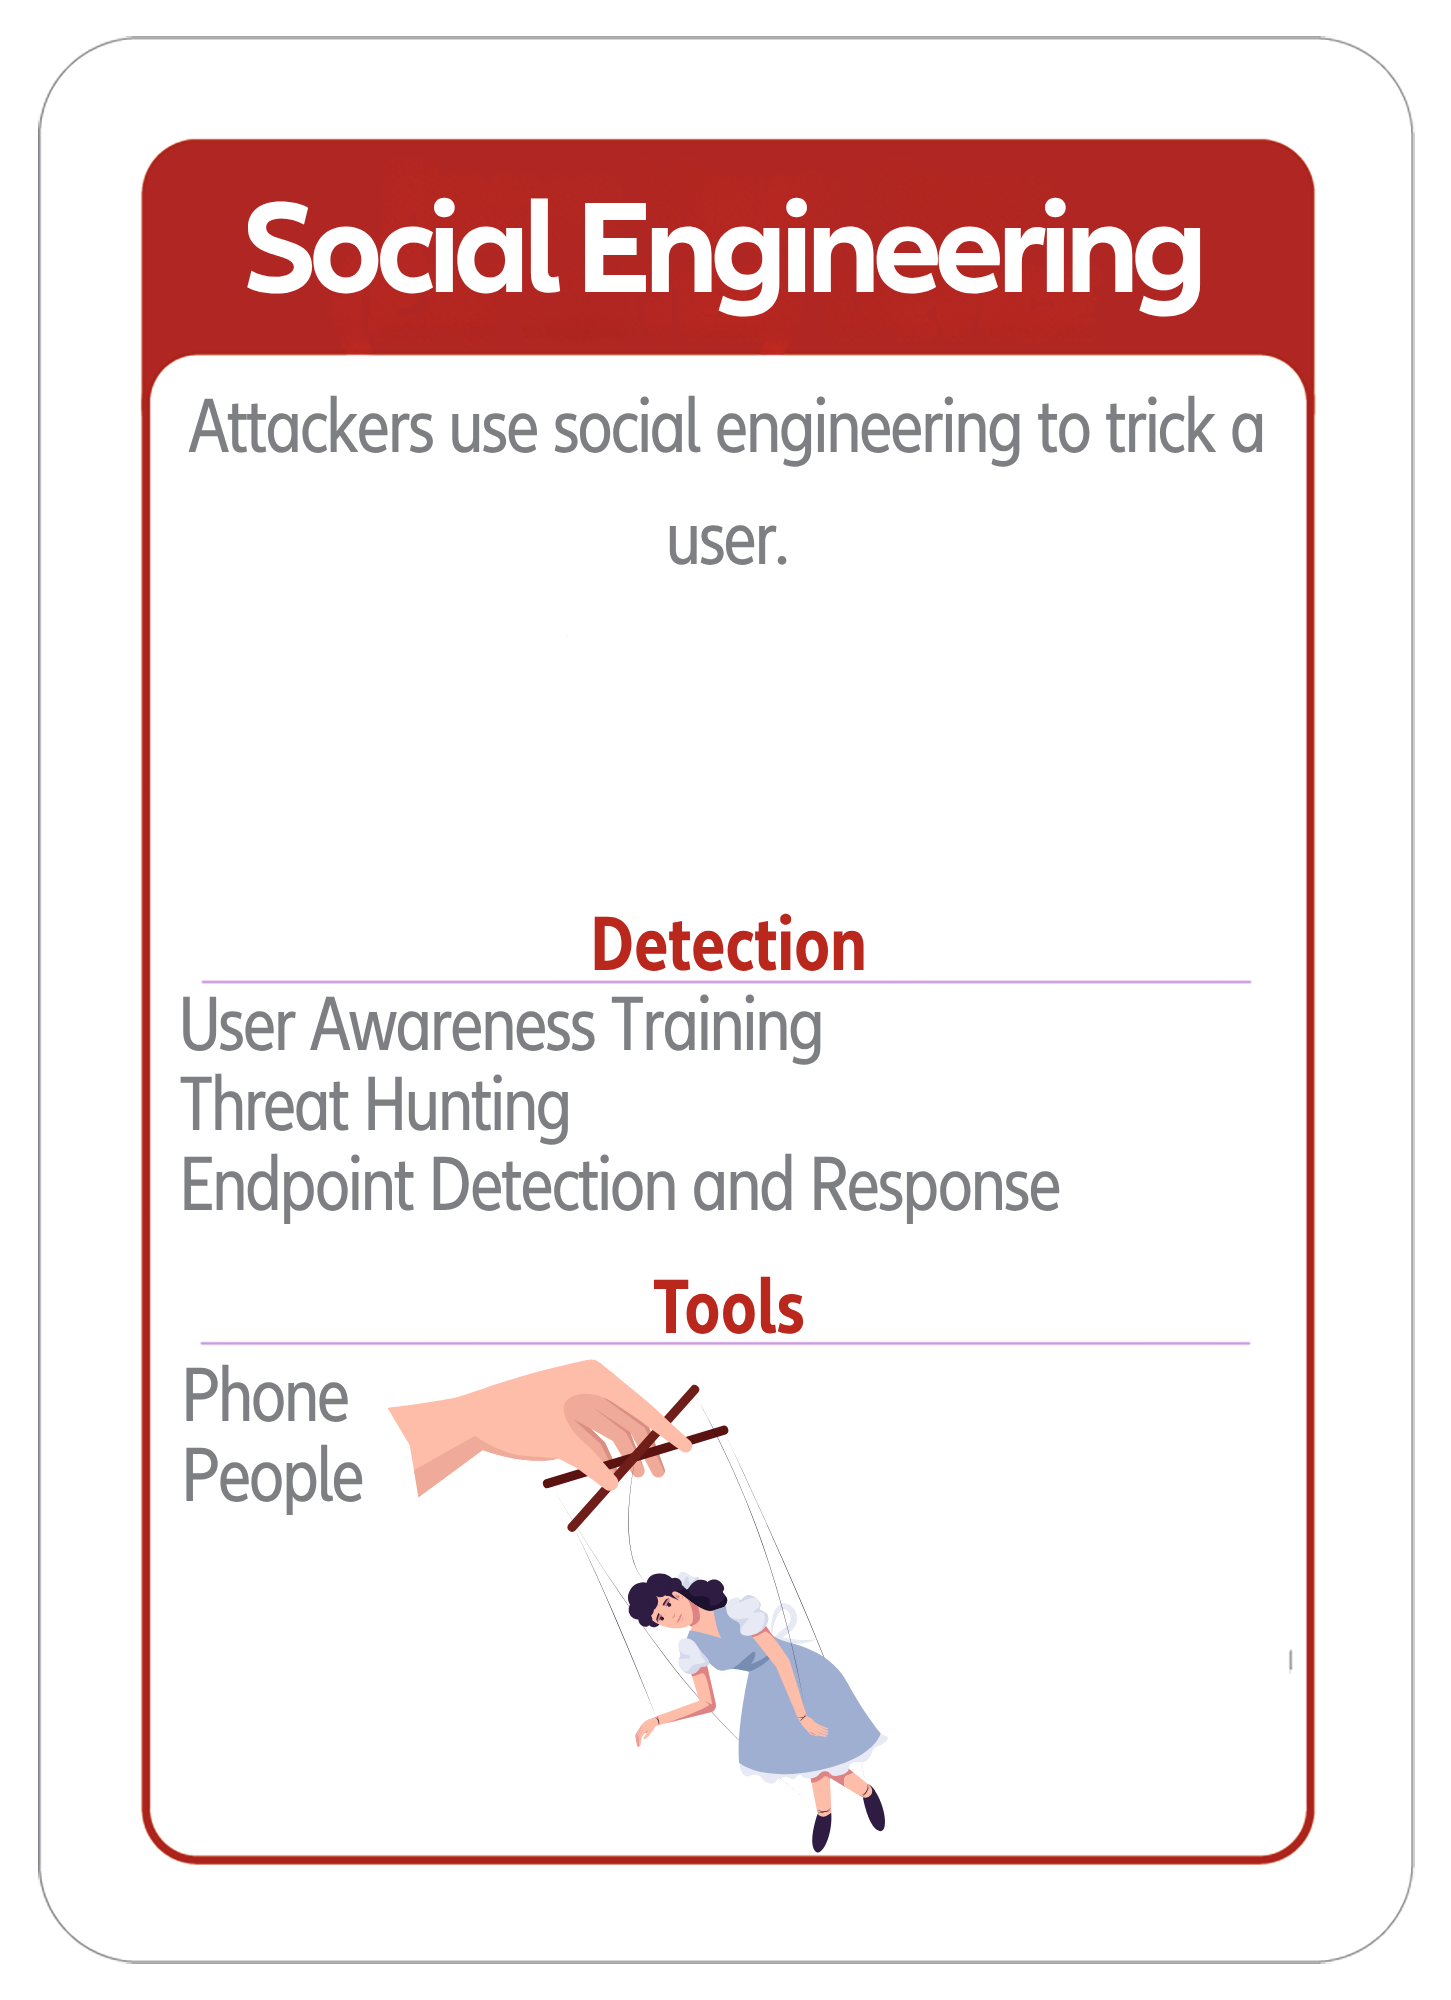 Social Engineering
Attackers use social engineering to trick a
user.
Detection
User Awareness Training
Threat Hunting
Endpoint Detection and Response
Tools
Phone
People